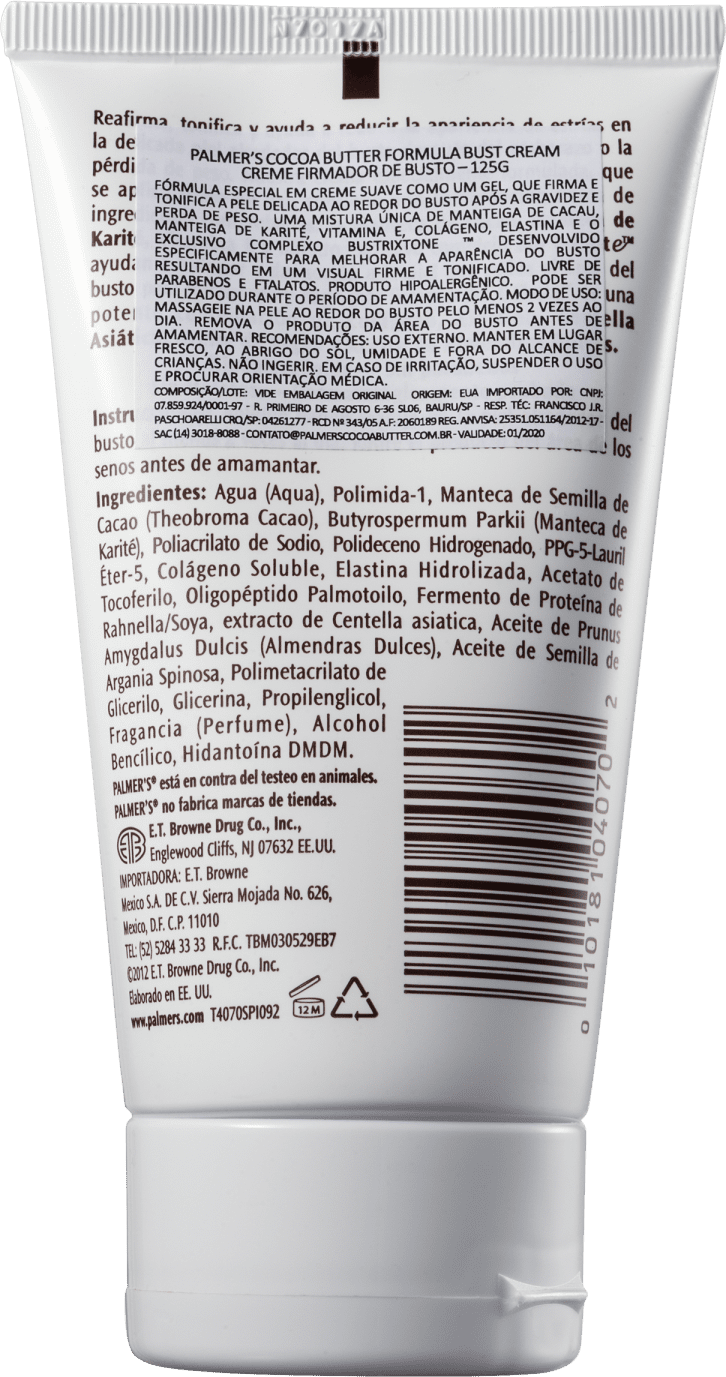 N2012A
Reafirma, tonifica y ayuda a reducir la apariencia de estrías en
la de
o la
pérdi
que
PALMER'S COCOA BUTTER FORMULA BUST CREAM
CREME FIRMADOR DE BUSTO – 125G
se ap
de
FÓRMULA ESPECIAL EM CREME SUAVE COMO UM GEL, QUE FIRMA E
TONIFICA A PELE DELICADA AO REDOR DO BUSTO APÓS A GRAVIDEZ E
ingre
de
PERDA DE PESO. UMA MISTURA ÚNICA DE MANTEIGA DE CACAU,
MANTEIGA DE KARITÉ, VITAMINA E, COLÁGENO, ELASTINA E O
Karit
te™
EXCLUSIVO COMPLEXO BUSTRIXTONE ™ DESENVOLVIDO
ESPECIFICAMENTE PARA MELHORAR A APARÊNCIA DO BUSTO
ayuda
del
RESULTANDO EM UM VISUAL FIRME E TONIFICADO. LIVRE DE
PARABENOS E FTALATOS. PRODUTO HIPOALERGÊNICO. PODE SER
busto
una
UTILIZADO DURANTE O PERÍODO DE AMAMENTAÇÃO. MODO DE USO:
MASSAGEIE NA PELE AO REDOR DO BUSTO PELO MENOS 2 VEZES AO
poter
ella
DIA. REMOVA O PRODUTO DA ÁREA DO BUSTO ANTES DE
AMAMENTAR. RECOMENDAÇÕES: USO EXTERNO. MANTER EM LUGAR
Asiát
s.
FRESCO, AO ABRIGO DO SOL, UMIDADE E FORA DO ALCANCE DE
CRIANÇAS. NÃO INGERIR. EM CASO DE IRRITAÇÃO, SUSPENDER O USO
E PROCURAR ORIENTAÇÃO MÉDICA.
COMPOSIÇÃO/LOTE: VIDE EMBALAGEM ORIGINAL ORIGEM: EUA IMPORTADO POR: CNPJ:
07.859.924/0001-97 - R. PRIMEIRO DE AGOSTO 6-36 SL06, BAURU/SP - RESP. TÉC: FRANCISCO J.R.
Instru
del
PASCHOARELLI CRQ/SP: 04261277 - RCD Nº 343/05 A.F: 2060189 REG. ANVISA: 25351.051164/2012-17 -
SAC (14) 3018-8088 - CONTATO@PALMERSCOCOABUTTER.COM.BR - VALIDADE: 01/2020
busto
los
senos antes de amamantar.
Ingredientes: Agua (Aqua), Polimida-1, Manteca de Semilla de
Cacao (Theobroma Cacao), Butyrospermum Parkii (Manteca de
Karité), Poliacrilato de Sodio, Polideceno Hidrogenado, PPG-5-Lauril
Éter-5, Colágeno Soluble, Elastina Hidrolizada, Acetato de
Tocoferilo, Oligopéptido Palmotoilo, Fermento de Proteína de
Rahnella/Soya, extracto de Centella asiatica, Aceite de Prunus
Amygdalus Dulcis (Almendras Dulces), Aceite de Semilla de
Argania Spinosa, Polimetacrilato de
Glicerilo, Glicerina, Propilenglicol,
Fragancia (Perfume), Alcohol
Bencílico, Hidantoína DMDM.
PALMER'S® está en contra del testeo en animales.
PALMER'S® no fabrica marcas de tiendas.
ETB E.T. Browne Drug Co., Inc.,
Englewood Cliffs, NJ 07632 EE.UU.
IMPORTADORA: E.T. Browne
Mexico S.A. DE C.V. Sierra Mojada No. 626,
Mexico, D.F. C.P. 11010
TEL: (52) 5284 33 33 R.F.C. TBM030529EB7
©2012 E.T. Browne Drug Co., Inc.
Elaborado en EE. UU.
www.palmers.com T4070SPI092
12 M
0 10181 04070 2